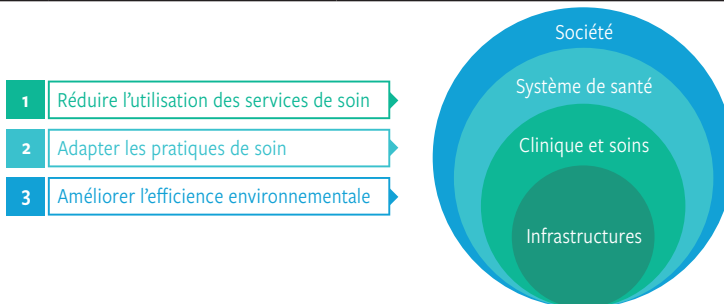 1 Réduire l’utilisation des services de soin
2 Adapter les pratiques de soin
3 Améliorer l’efficience environnementale
Société
Système de santé
Clinique et soins
Infrastructures